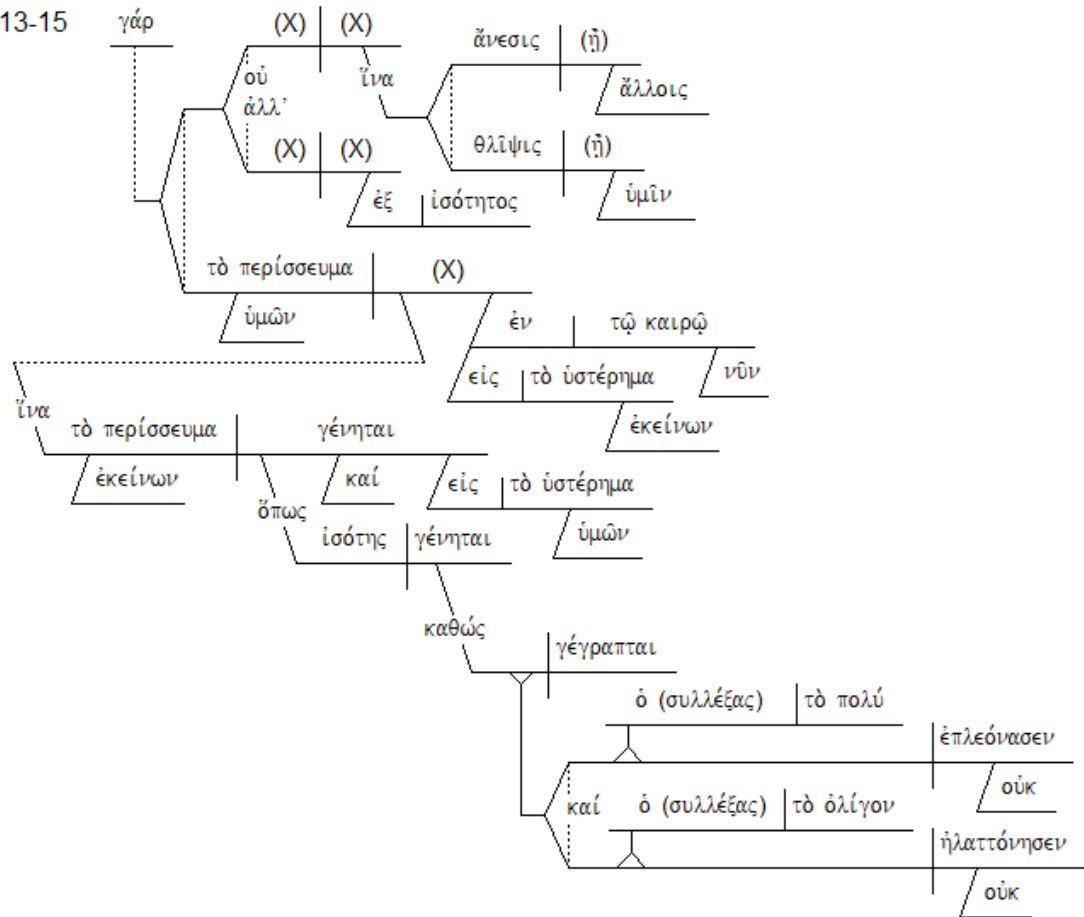 13-15 γάρ (X) (X) ἄνεσις (ᾖ)
οὐ ἵνα ἄλλοις
ἀλλ'
(X) (X) θλῖψις (ᾖ)
ἐξ ἰσότητος ὑμῖν
τὸ περίσσευμα (X)
ὑμῶν ἐν τῷ καιρῷ
εἰς τὸ ὑστέρημα νῦν
ἵνα τὸ περίσσευμα γένηται ἐκείνων
ἐκείνων καί εἰς τὸ ὑστέρημα
ὅπως ἰσότης γένηται ὑμῶν
καθώς γέγραπται
ὁ (συλλέξας) τὸ πολύ
ἐπλεόνασεν
οὐκ
καί ὁ (συλλέξας) τὸ ὀλίγον
ἠλαττόνησεν
οὐκ